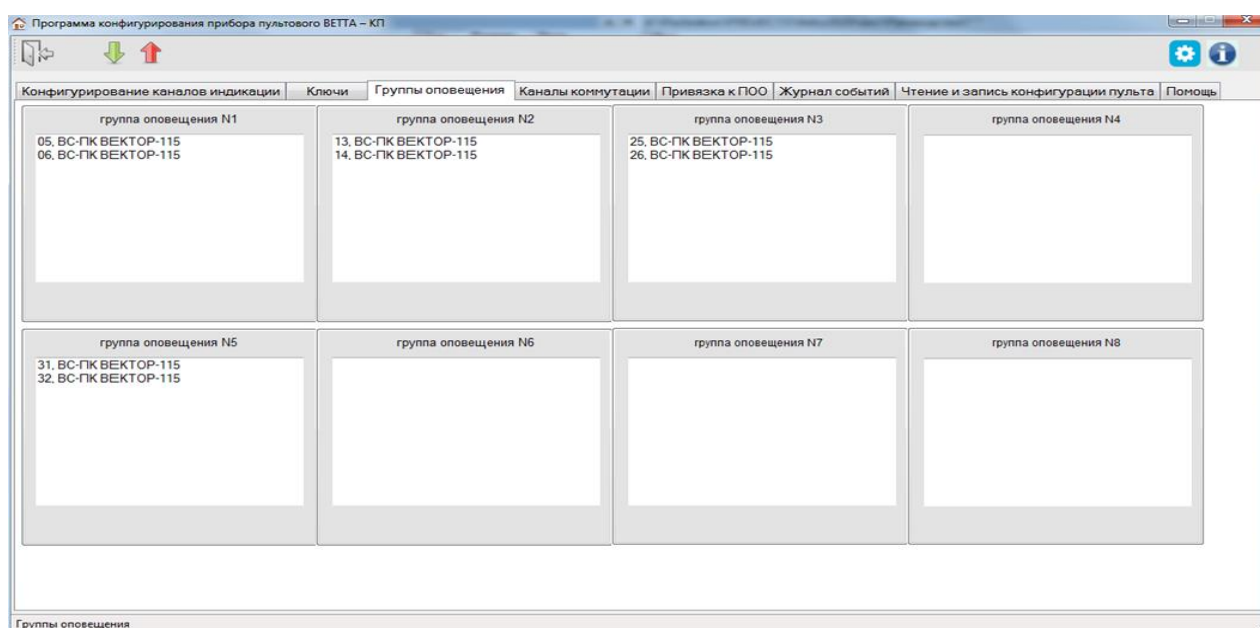 Программа конфигурирования прибора пультового ВЕТТА – КП
Конфигурирование каналов индикации Ключи Группы оповещения Каналы коммутации Привязка к ПОО Журнал событий Чтение и запись конфигурации пульта Помощь
группа оповещения N1
05, ВС-ПК ВЕКТОР-115
06, ВС-ПК ВЕКТОР-115
группа оповещения N2
13, ВС-ПК ВЕКТОР-115
14, ВС-ПК ВЕКТОР-115
группа оповещения N3
25, ВС-ПК ВЕКТОР-115
26, ВС-ПК ВЕКТОР-115
группа оповещения N4
группа оповещения N5
31, ВС-ПК ВЕКТОР-115
32, ВС-ПК ВЕКТОР-115
группа оповещения N6
группа оповещения N7
группа оповещения N8
Группы оповещения